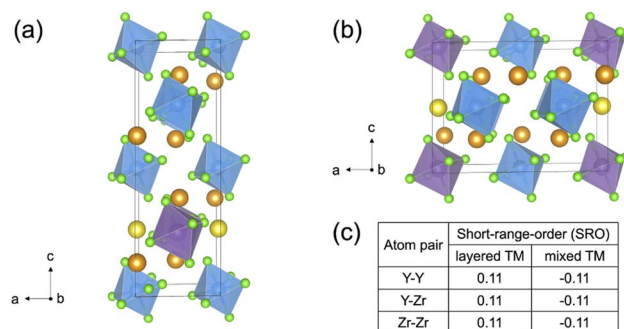 (a)
(b)
c
a
b
c
a
b
(c)
Atom pair
Short-range-order (SRO)
layered TM
mixed TM
Y-Y 0.11 -0.11
Y-Zr 0.11 -0.11
Zr-Zr 0.11 -0.11